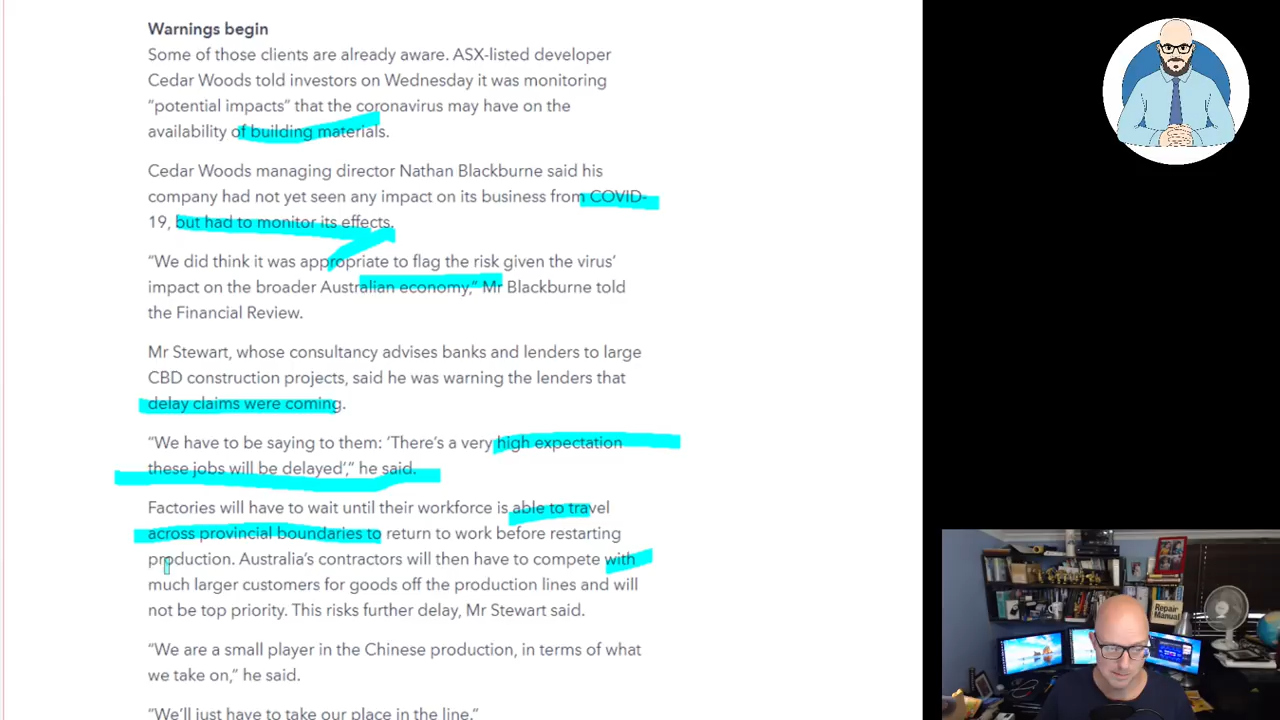 Warnings begin
Some of those clients are already aware. ASX-listed developer
Cedar Woods told investors on Wednesday it was monitoring
"potential impacts" that the coronavirus may have on the
availability of building materials.
Cedar Woods managing director Nathan Blackburne said his
company had not yet seen any impact on its business from COVID-
19, but had to monitor its effects.
"We did think it was appropriate to flag the risk given the virus'
impact on the broader Australian economy," Mr Blackburne told
the Financial Review.
Mr Stewart, whose consultancy advises banks and lenders to large
CBD construction projects, said he was warning the lenders that
delay claims were coming.
"We have to be saying to them: 'There's a very high expectation
these jobs will be delayed'," he said.
Factories will have to wait until their workforce is able to travel
across provincial boundaries to return to work before restarting
production. Australia's contractors will then have to compete with
much larger customers for goods off the production lines and will
not be top priority. This risks further delay, Mr Stewart said.
"We are a small player in the Chinese production, in terms of what
we take on," he said.
"We'll just have to take our place in the line."
Repair
Manual